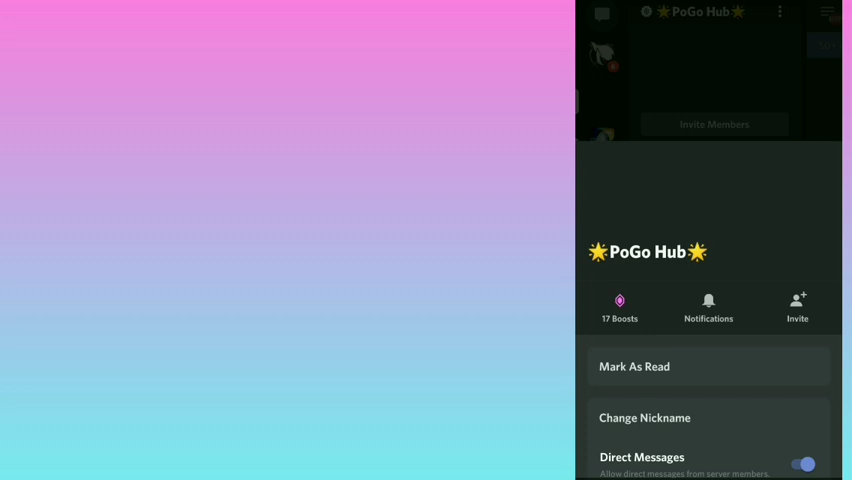 🌟PoGo Hub🌟
50+
Invite Members
🌟PoGo Hub🌟
17 Boosts
Notifications
Invite
Mark As Read
Change Nickname
Direct Messages
Allow direct messages from server members.